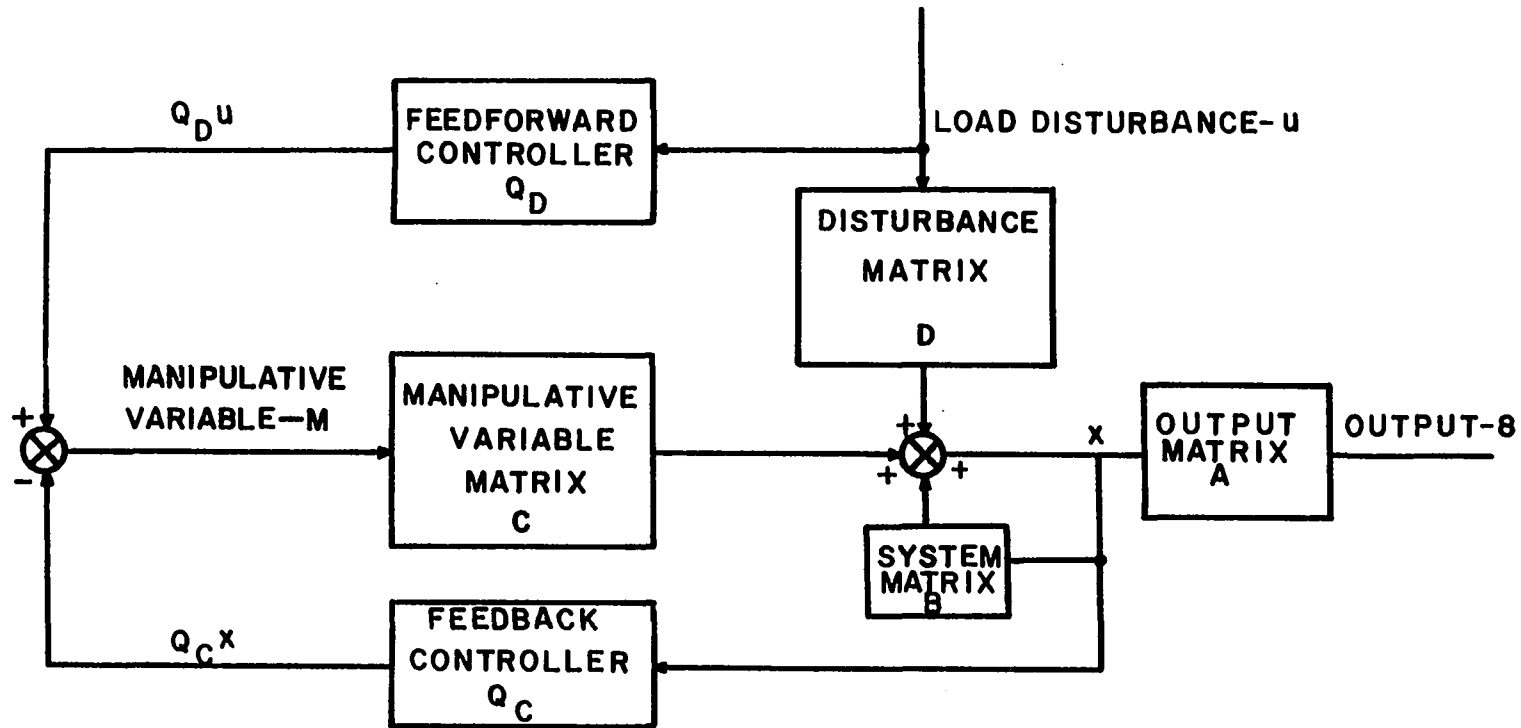 Q_D u
FEEDFORWARD
CONTROLLER
Q_D
LOAD DISTURBANCE-u
DISTURBANCE
MATRIX
D
MANIPULATIVE
VARIABLE—M
MANIPULATIVE
VARIABLE
MATRIX
C
+
-
+
+
+
X
OUTPUT
MATRIX
A
OUTPUT-8
SYSTEM
MATRIX
B
Q_C X
FEEDBACK
CONTROLLER
Q_C